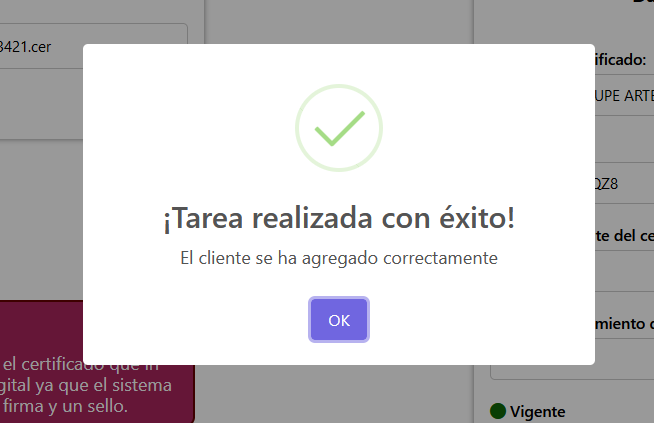 3421.cer
ificado:
UPE ARTE
QZ8
te del ce
miento d
Vigente
¡Tarea realizada con éxito!
El cliente se ha agregado correctamente
OK
el certificado que in
gital ya que el sistema
firma y un sello.